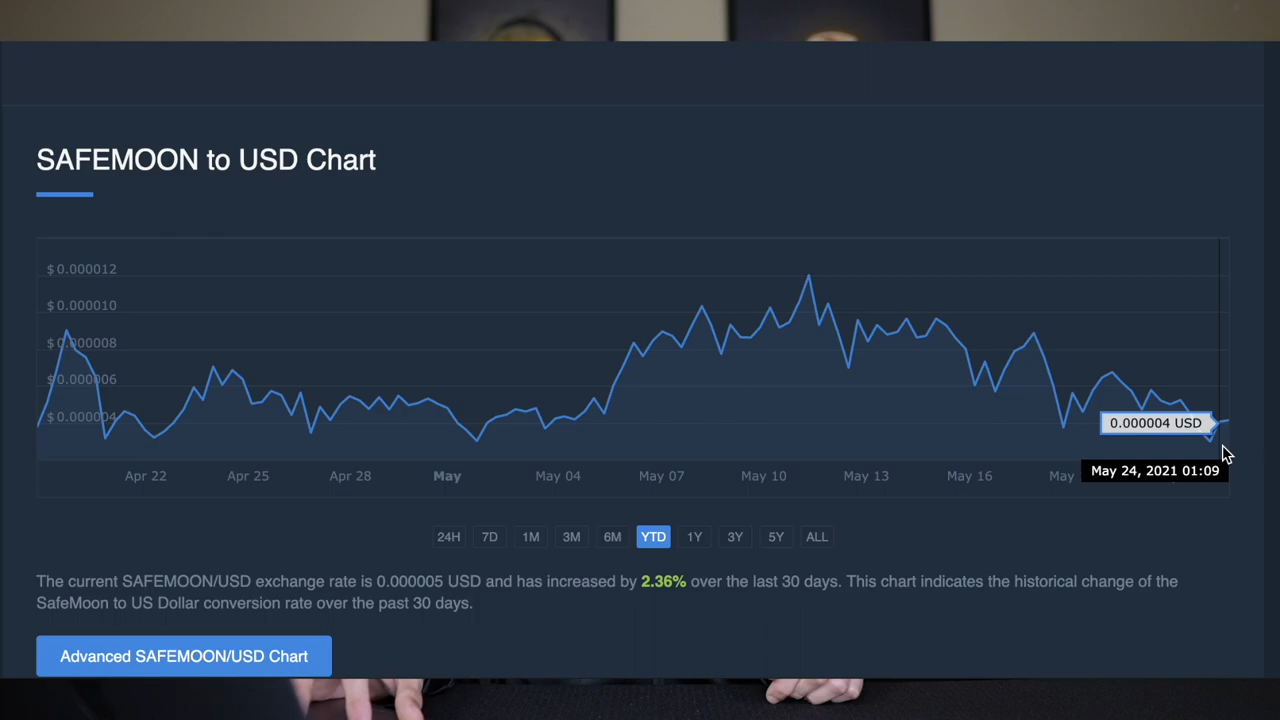 SAFEMOON to USD Chart
$0.000012
$0.000010
$0.000008
$0.000006
$0.000004
0.000004 USD
May 24, 2021 01:09
Apr 22 Apr 25 Apr 28 May May 04 May 07 May 10 May 13 May 16 May
24H 7D 1M 3M 6M YTD 1Y 3Y 5Y ALL
The current SAFEMOON/USD exchange rate is 0.000005 USD and has increased by 2.36% over the last 30 days. This chart indicates the historical change of the
SafeMoon to US Dollar conversion rate over the past 30 days.
Advanced SAFEMOON/USD Chart